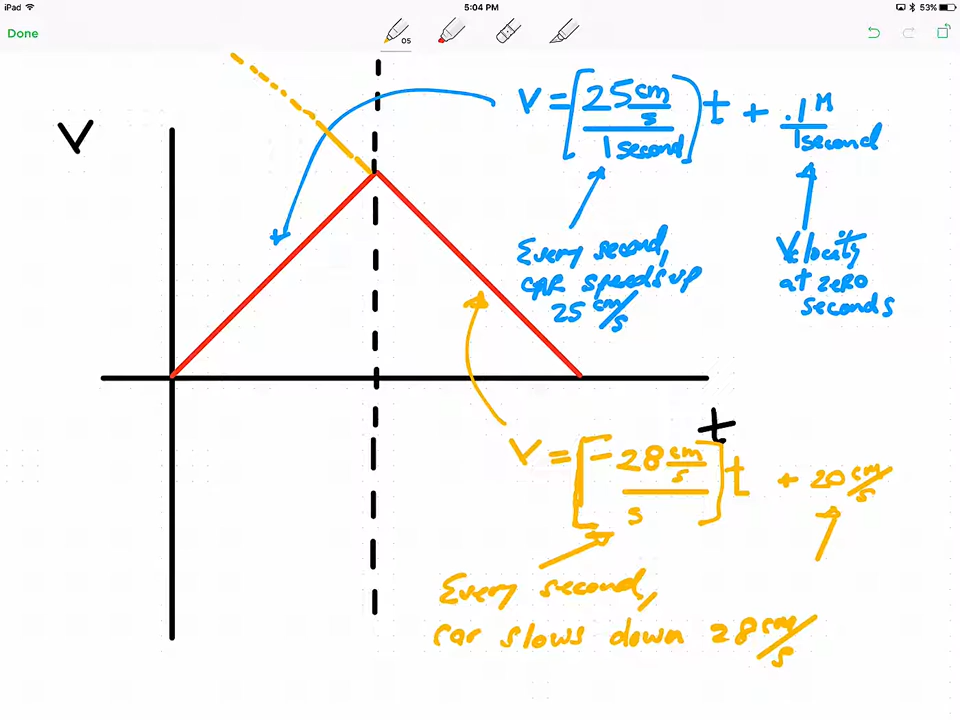 iPad 5:04 PM 53%
Done
05
V
V = [25 cm/s / 1 second] t + .1 M / 1 second
Every second,
CAR speeds up
25 cm/s
Velocity
at zero
seconds
t
V = [-28 cm/s / s] t + 20 cm/s
Every second,
car slows down 28 cm/s